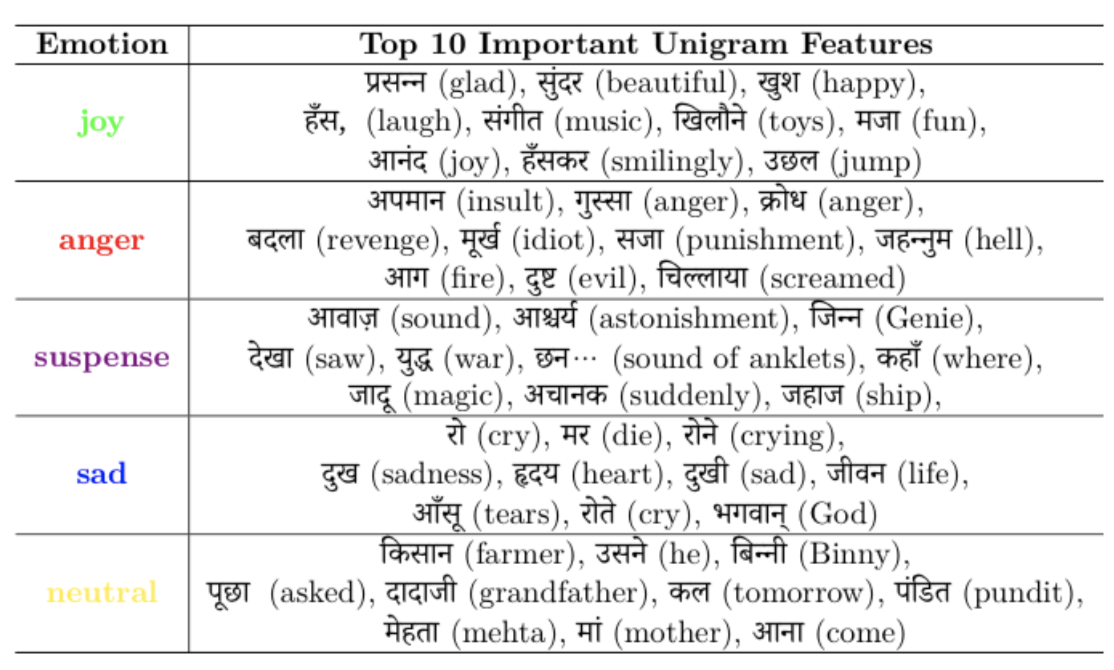 Emotion Top 10 Important Unigram Features
प्रसन्न (glad), सुंदर (beautiful), खुश (happy),
joy हँस, (laugh), संगीत (music), खिलौने (toys), मजा (fun),
आनंद (joy), हँसकर (smilingly), उछल (jump)
अपमान (insult), गुस्सा (anger), क्रोध (anger),
anger बदला (revenge), मूर्ख (idiot), सजा (punishment), जहन्नुम (hell),
आग (fire), दुष्ट (evil), चिल्लाया (screamed)
आवाज़ (sound), आश्चर्य (astonishment), जिन्न (Genie),
suspense देखा (saw), युद्ध (war), छन⋯ (sound of anklets), कहाँ (where),
जादू (magic), अचानक (suddenly), जहाज (ship),
रो (cry), मर (die), रोने (crying),
sad दुख (sadness), हृदय (heart), दुखी (sad), जीवन (life),
आँसू (tears), रोते (cry), भगवान् (God)
किसान (farmer), उसने (he), बिन्नी (Binny),
neutral पूछा (asked), दादाजी (grandfather), कल (tomorrow), पंडित (pundit),
मेहता (mehta), मां (mother), आना (come)